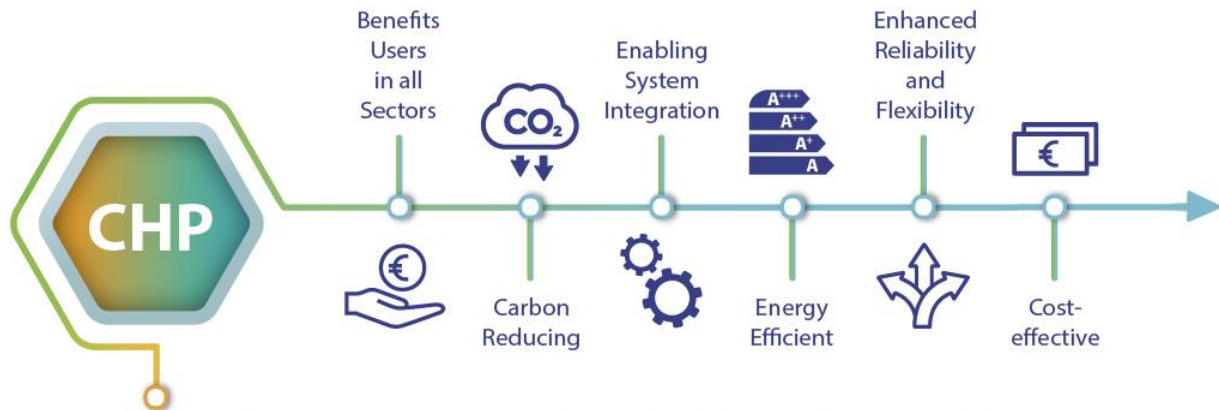 CHP
Benefits
Users
in all
Sectors
€
CO₂
Carbon
Reducing
Enabling
System
Integration
A+++
A++
A+
A
Energy
Efficient
Enhanced
Reliability
and
Flexibility
€
Cost-
effective